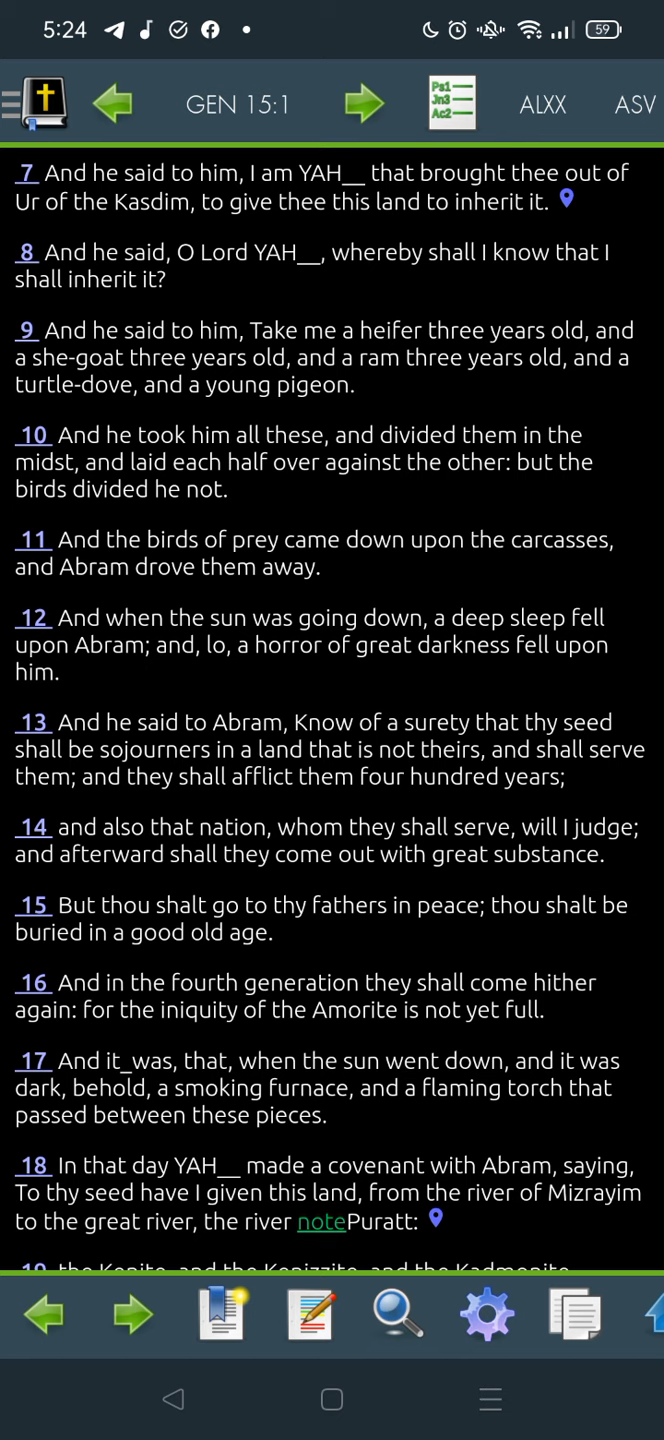 5:24
59
GEN 15:1
Ps1
Jn3
Ac2
ALXX
ASV
7 And he said to him, I am YAH__ that brought thee out of
Ur of the Kasdim, to give thee this land to inherit it.
8 And he said, O Lord YAH__, whereby shall I know that I
shall inherit it?
9 And he said to him, Take me a heifer three years old, and
a she-goat three years old, and a ram three years old, and a
turtle-dove, and a young pigeon.
10 And he took him all these, and divided them in the
midst, and laid each half over against the other: but the
birds divided he not.
11 And the birds of prey came down upon the carcasses,
and Abram drove them away.
12 And when the sun was going down, a deep sleep fell
upon Abram; and, lo, a horror of great darkness fell upon
him.
13 And he said to Abram, Know of a surety that thy seed
shall be sojourners in a land that is not theirs, and shall serve
them; and they shall afflict them four hundred years;
14 and also that nation, whom they shall serve, will I judge;
and afterward shall they come out with great substance.
15 But thou shalt go to thy fathers in peace; thou shalt be
buried in a good old age.
16 And in the fourth generation they shall come hither
again: for the iniquity of the Amorite is not yet full.
17 And it_was, that, when the sun went down, and it was
dark, behold, a smoking furnace, and a flaming torch that
passed between these pieces.
18 In that day YAH__ made a covenant with Abram, saying,
To thy seed have I given this land, from the river of Mizrayim
to the great river, the river notePuratt:
19 the Kenite, and the Kenizzite, and the Kadmonite,